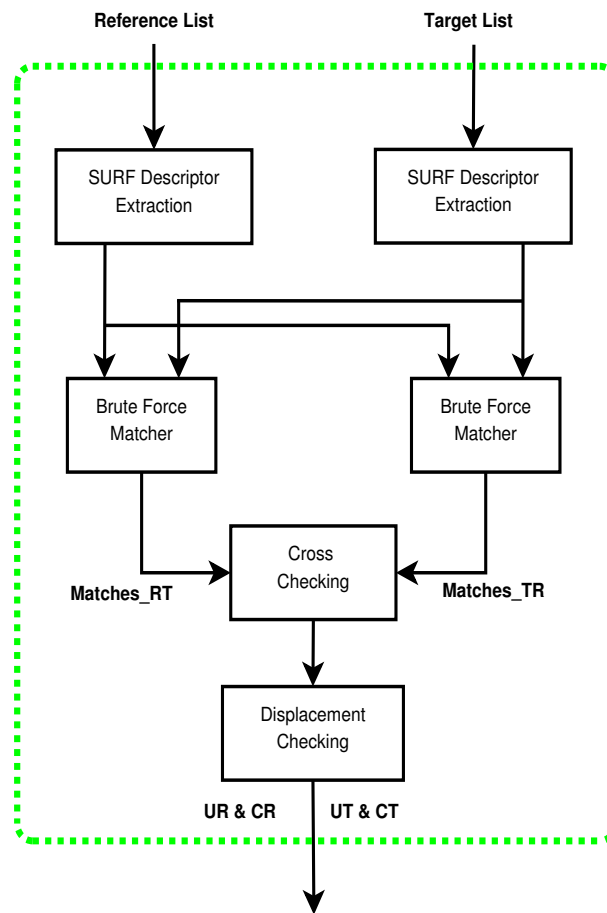 Reference List
Target List
SURF Descriptor
Extraction
SURF Descriptor
Extraction
Brute Force
Matcher
Brute Force
Matcher
Cross
Checking
Matches_RT
Matches_TR
Displacement
Checking
UR & CR
UT & CT